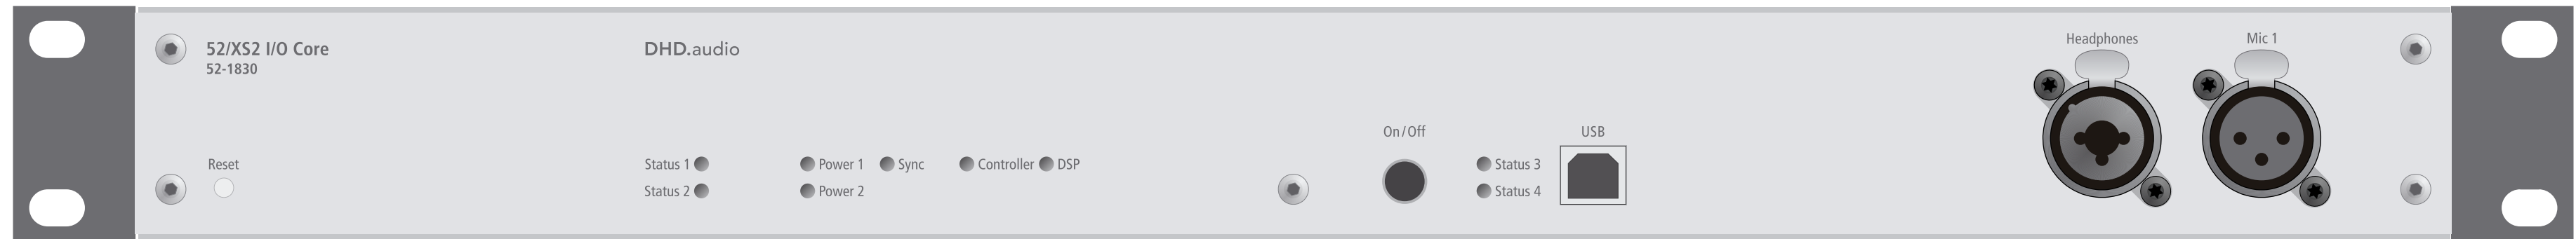 52/XS2 I/O Core
52-1830
DHD.audio
Headphones
Mic 1
On/Off
USB
Reset
Status 1
Power 1
Sync
Controller
DSP
Status 3
Status 2
Power 2
Status 4